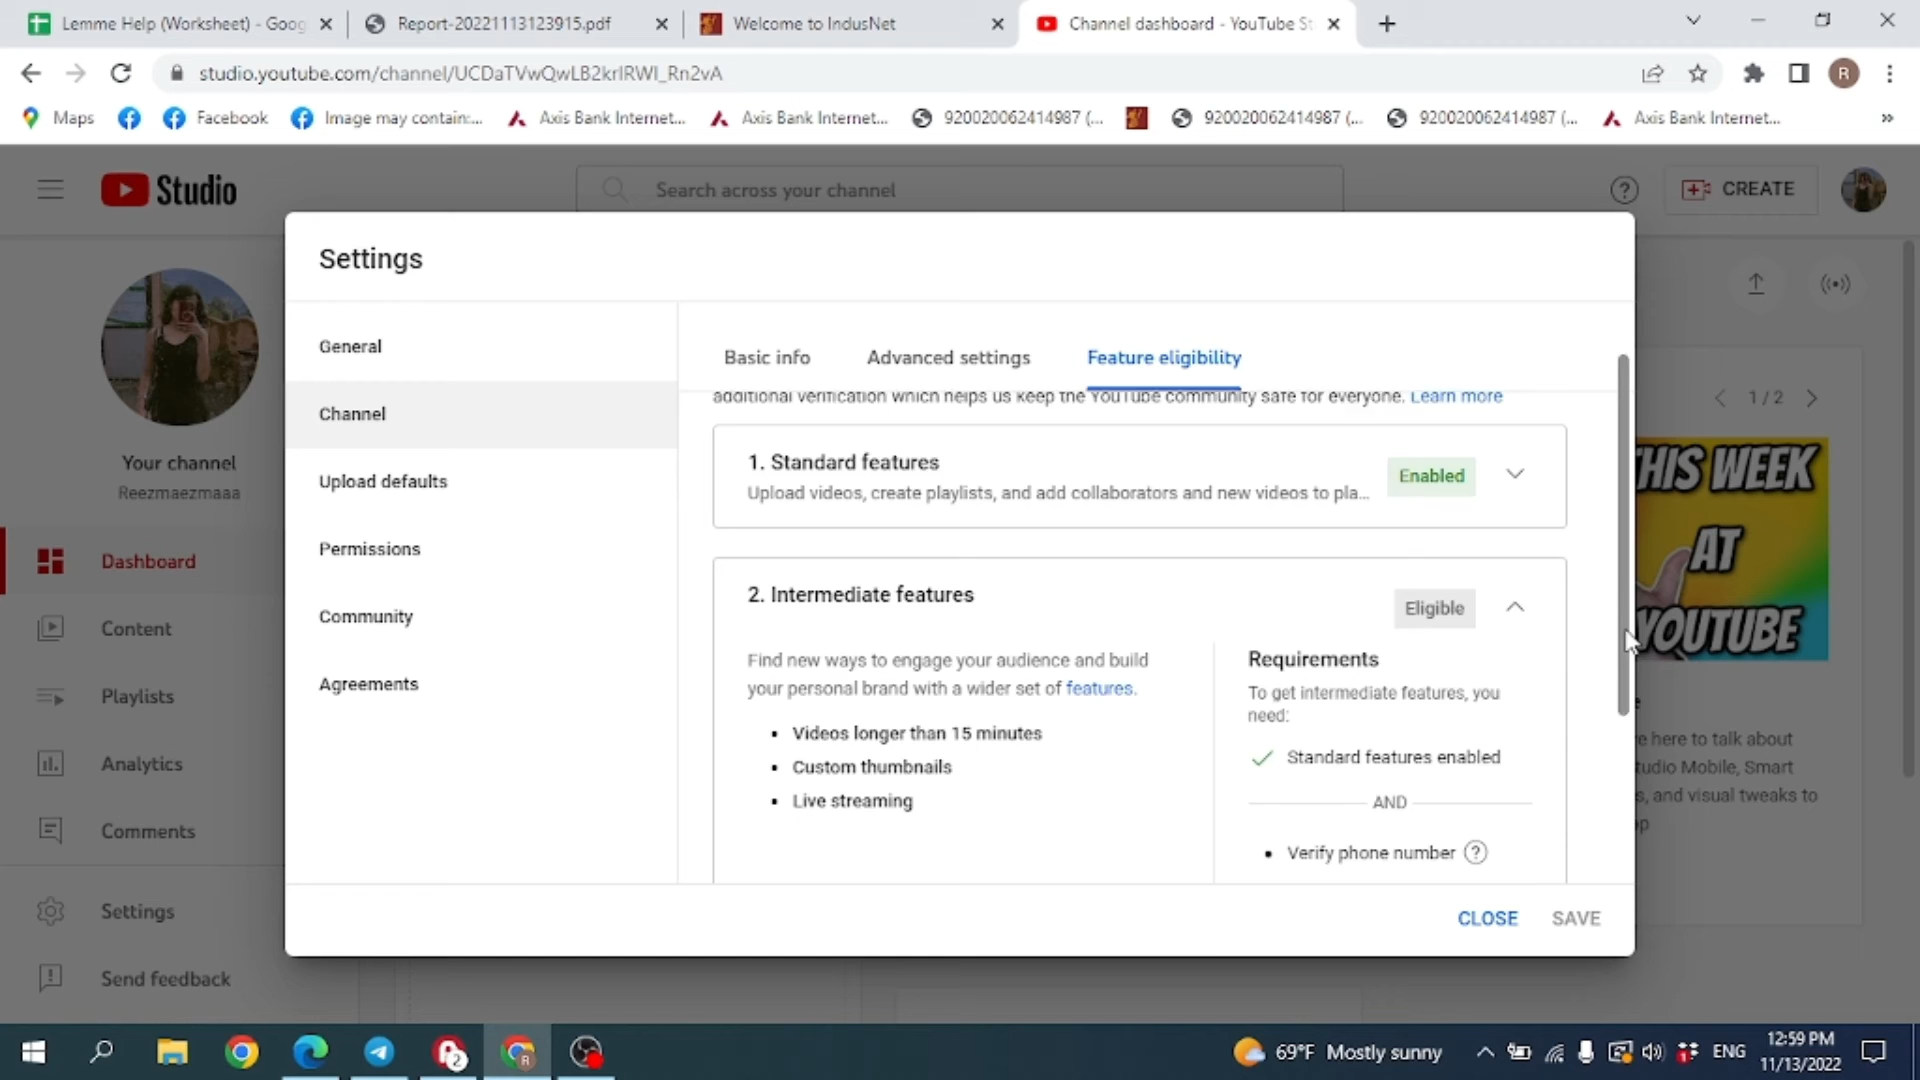 Lemme Help (Worksheet) - Goog
Report-20221113123915.pdf
Welcome to IndusNet
Channel dashboard - YouTube St
studio.youtube.com/channel/UCDaTVwQwLB2krIRWI_Rn2vA
R
Maps
Facebook
Image may contain:...
Axis Bank Internet...
Axis Bank Internet...
920020062414987 (...
920020062414987 (...
920020062414987 (...
Axis Bank Internet...
»
Studio
Search across your channel
CREATE
Settings
General
Channel
Upload defaults
Permissions
Community
Agreements
Basic info
Advanced settings
Feature eligibility
additional verification which helps us keep the YouTube community safe for everyone. Learn more
1. Standard features
Upload videos, create playlists, and add collaborators and new videos to pla...
Enabled
2. Intermediate features
Eligible
Find new ways to engage your audience and build
your personal brand with a wider set of features.
• Videos longer than 15 minutes
• Custom thumbnails
• Live streaming
Requirements
To get intermediate features, you
need:
Standard features enabled
AND
• Verify phone number
CLOSE
SAVE
Your channel
Reezmaezmaaa
Dashboard
Content
Playlists
Analytics
Comments
Settings
Send feedback
1 / 2
THIS WEEK
AT
YOUTUBE
e here to talk about
tudio Mobile, Smart
s, and visual tweaks to
2
R
69°F Mostly sunny
1
ENG
12:59 PM
11/13/2022